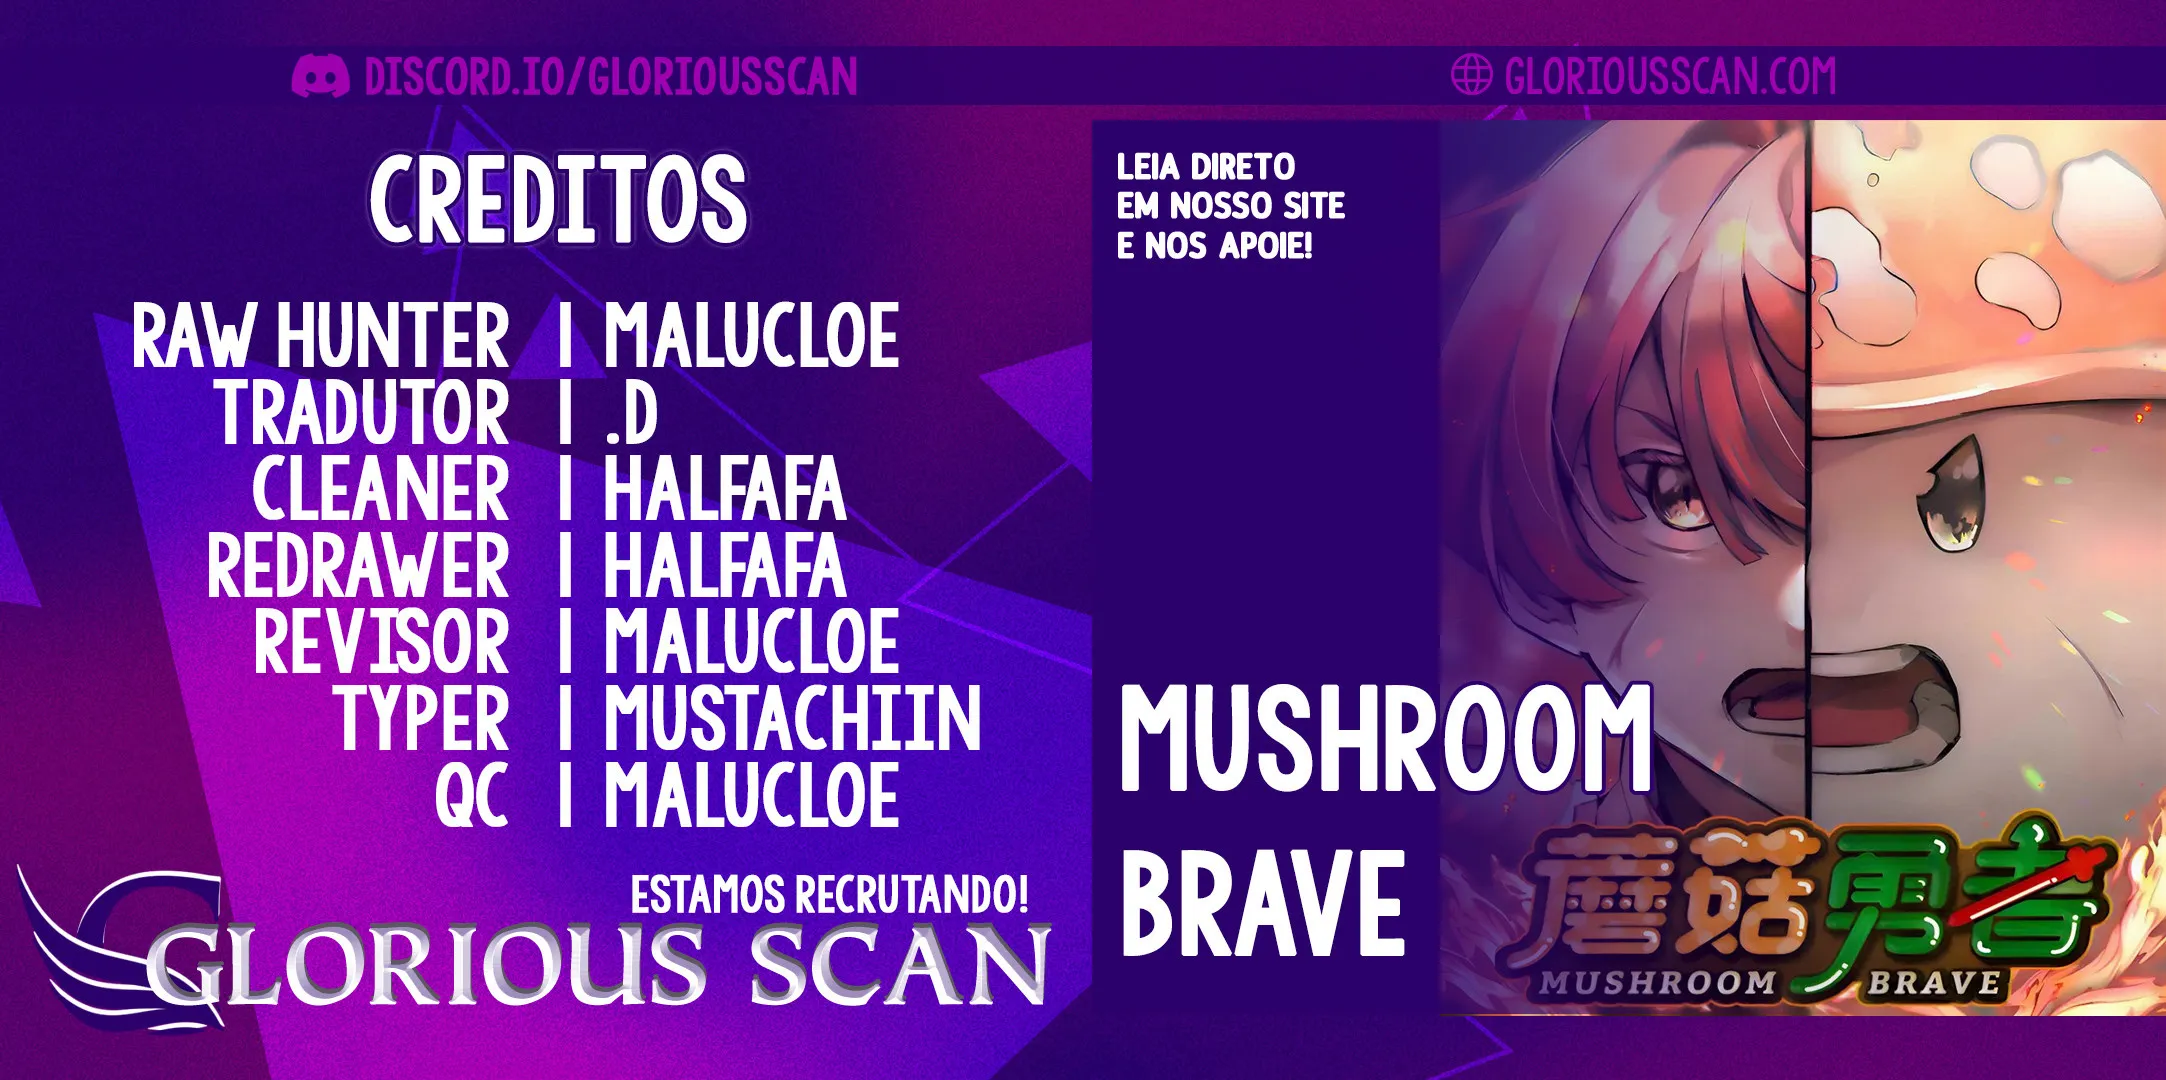 DISCORD.IO/GLORIOUSSCAN
GLORIOUSSCAN.COM
CREDITOS
RAW HUNTER | MALUCLOE
TRADUTOR | .D
CLEANER | HALFAFA
REDRAWER | HALFAFA
REVISOR | MALUCLOE
TYPER | MUSTACHIIN
QC | MALUCLOE
ESTAMOS RECRUTANDO!
GLORIOUS SCAN
LEIA DIRETO
EM NOSSO SITE
E NOS APOIE!
MUSHROOM
BRAVE
蘑菇勇者
MUSHROOM BRAVE